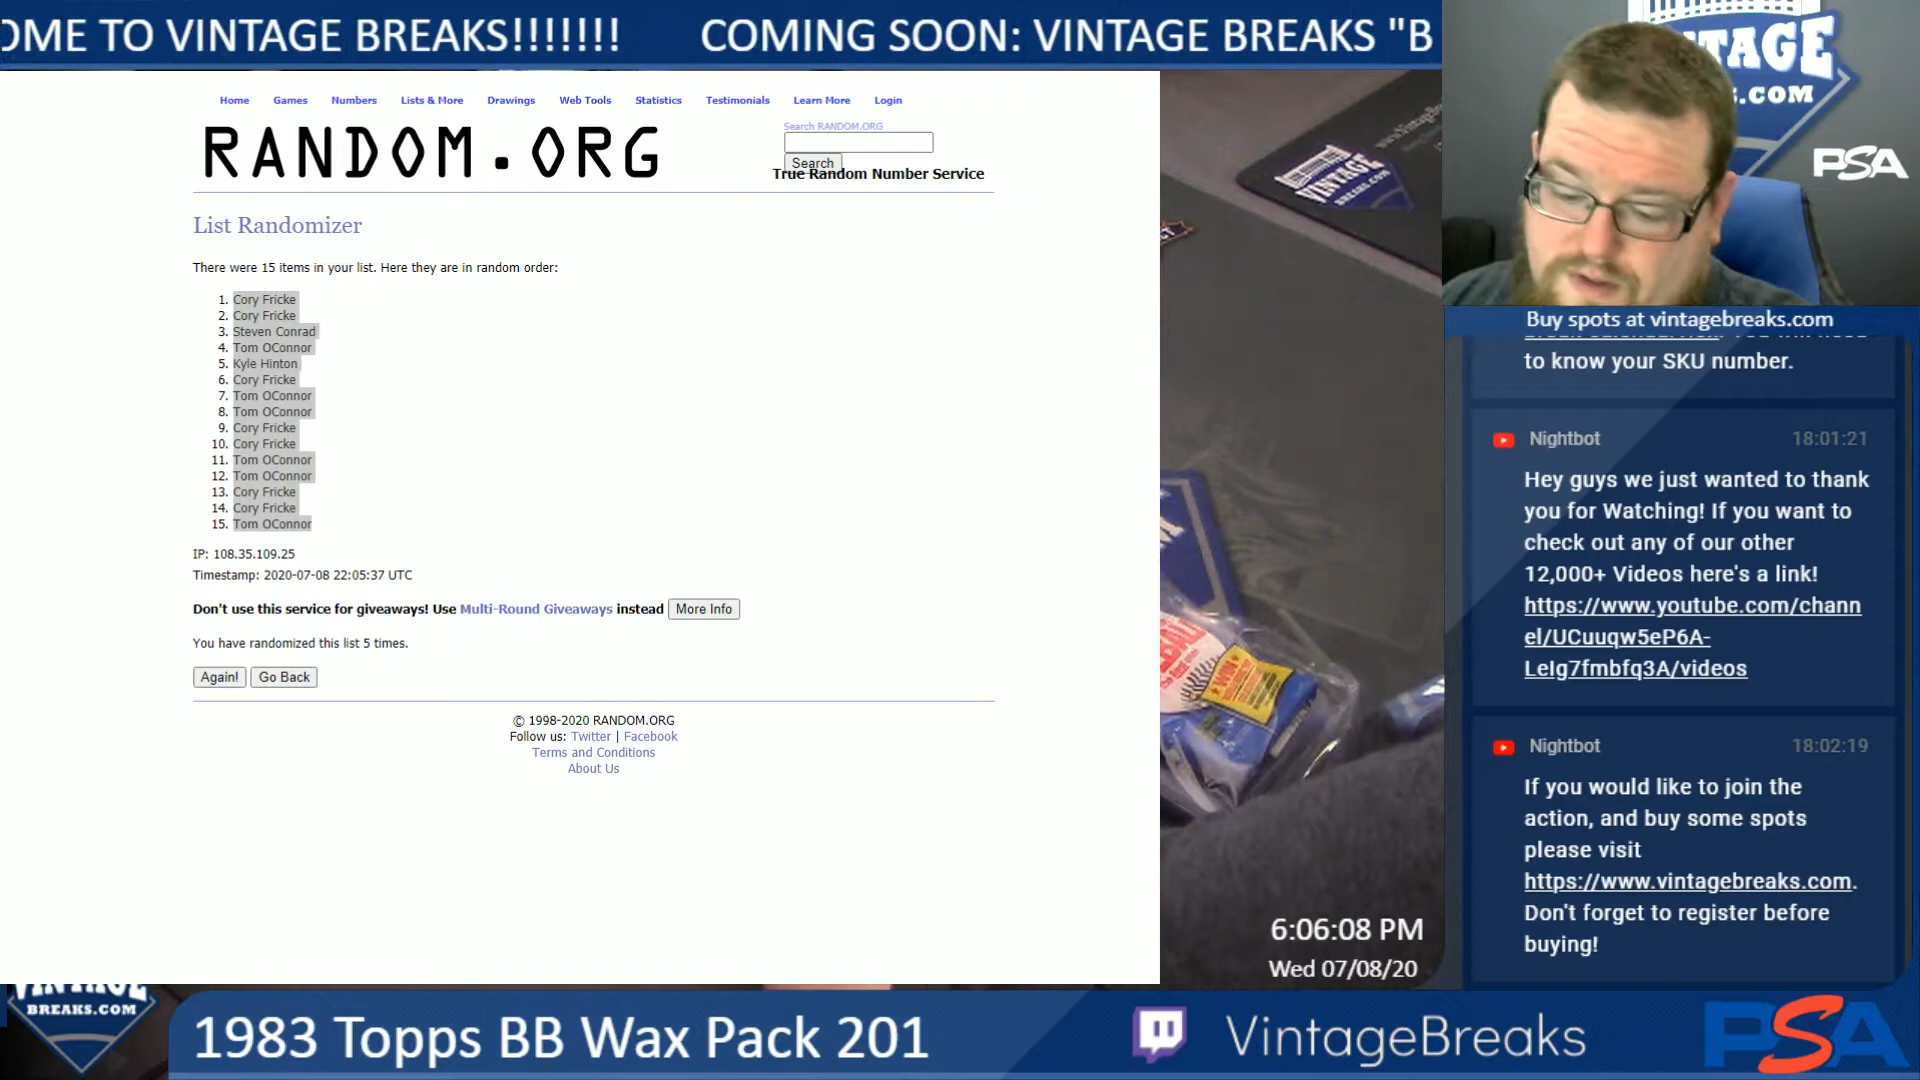 OME TO VINTAGE BREAKS!!!!!!! COMING SOON: VINTAGE BREAKS "B
Home Games Numbers Lists & More Drawings Web Tools Statistics Testimonials Learn More Login
RANDOM.ORG
Search RANDOM.ORG
Search
True Random Number Service
List Randomizer
There were 15 items in your list. Here they are in random order:
1. Cory Fricke
2. Cory Fricke
3. Steven Conrad
4. Tom OConnor
5. Kyle Hinton
6. Cory Fricke
7. Tom OConnor
8. Tom OConnor
9. Cory Fricke
10. Cory Fricke
11. Tom OConnor
12. Tom OConnor
13. Cory Fricke
14. Cory Fricke
15. Tom OConnor
IP: 108.35.109.25
Timestamp: 2020-07-08 22:05:37 UTC
Don't use this service for giveaways! Use Multi-Round Giveaways instead More Info
You have randomized this list 5 times.
Again! Go Back
© 1998-2020 RANDOM.ORG
Follow us: Twitter | Facebook
Terms and Conditions
About Us
VINTAGE
BREAKS.COM
WIN
6:06:08 PM
Wed 07/08/20
VINTAGE
.COM
PSA
Buy spots at vintagebreaks.com
to know your SKU number.
Nightbot 18:01:21
Hey guys we just wanted to thank
you for Watching! If you want to
check out any of our other
12,000+ Videos here's a link!
https://www.youtube.com/chann
el/UCuuqw5eP6A-
LeIg7fmbfq3A/videos
Nightbot 18:02:19
If you would like to join the
action, and buy some spots
please visit
https://www.vintagebreaks.com.
Don't forget to register before
buying!
VINTAGE
BREAKS.COM
1983 Topps BB Wax Pack 201
VintageBreaks
PSA